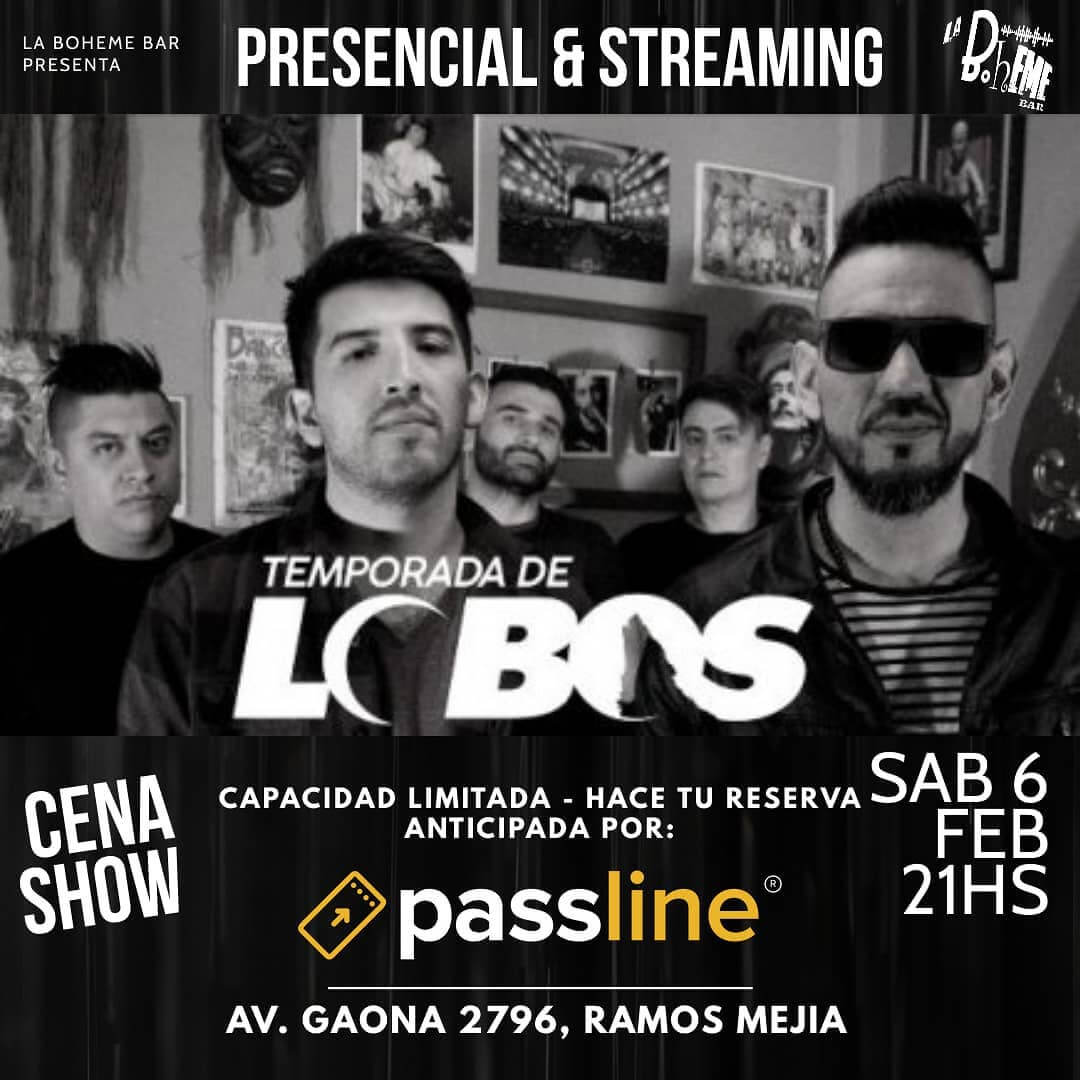 LA BOHEME BAR
PRESENTA
PRESENCIAL & STREAMING
LA BohEME
BAR
TEMPORADA DE
LOBOS
CENA
SHOW
CAPACIDAD LIMITADA - HACE TU RESERVA
ANTICIPADA POR:
passline®
SAB 6
FEB
21HS
AV. GAONA 2796, RAMOS MEJIA